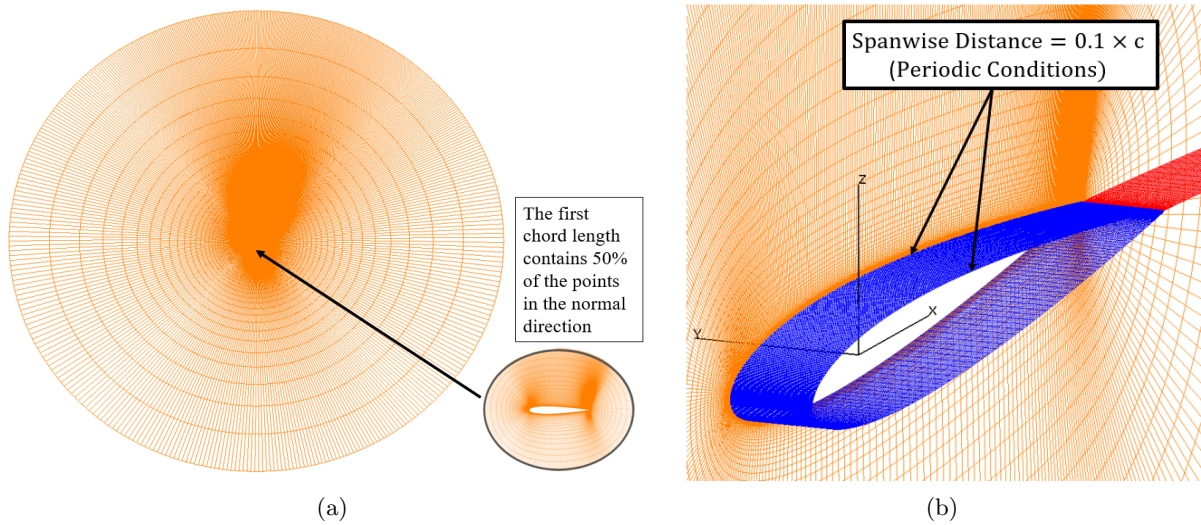 The first
chord length
contains 50%
of the points
in the normal
direction
(a)
Spanwise Distance = 0.1 × c
(Periodic Conditions)
z
x
Y
(b)